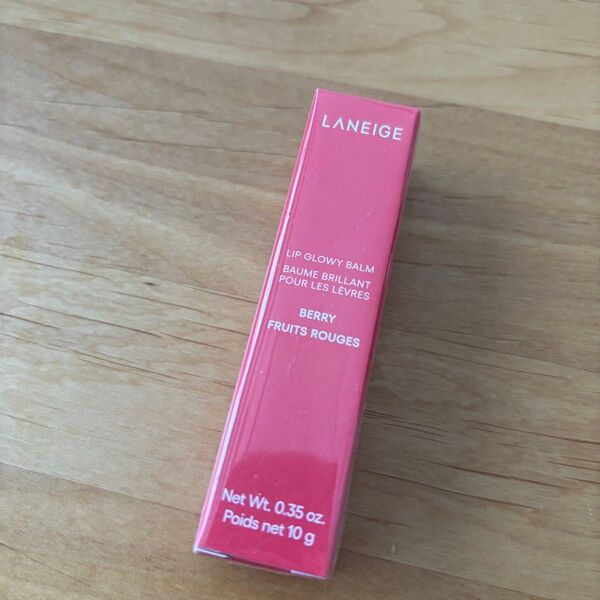 LANEIGE
LIP GLOWY BALM
BAUME BRILLANT
POUR LES LÈVRES
BERRY
FRUITS ROUGES
Net Wt. 0.35 oz.
Poids net 10 g